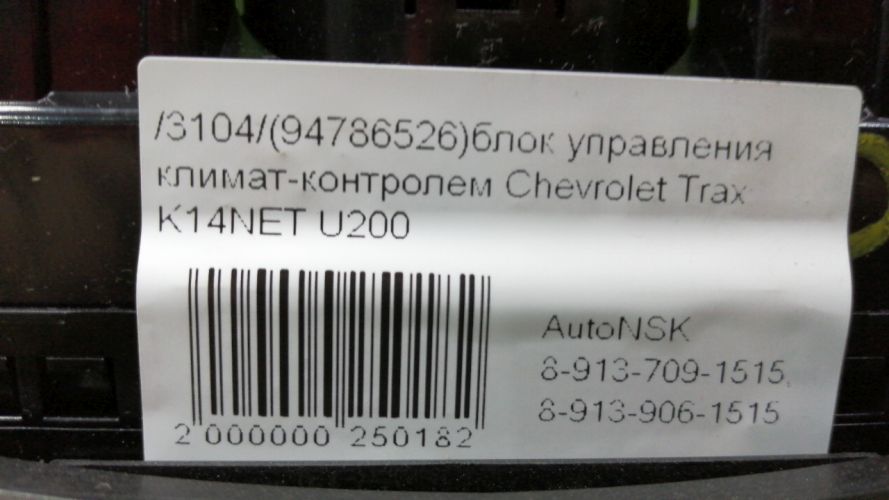 /3104/(94786526)блок управления
климат-контролем Chevrolet Trax
K14NET U200
AutoNSK
8-913-709-1515,
8-913-906-1515
2 000000 250182